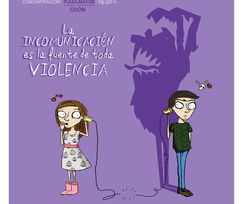 CONCENTRACIÓN PLAZA MAYOR 19:30 h
GIJÓN
La
INCOMUNICACIÓN
es la fuente de toda
VIOLENCIA